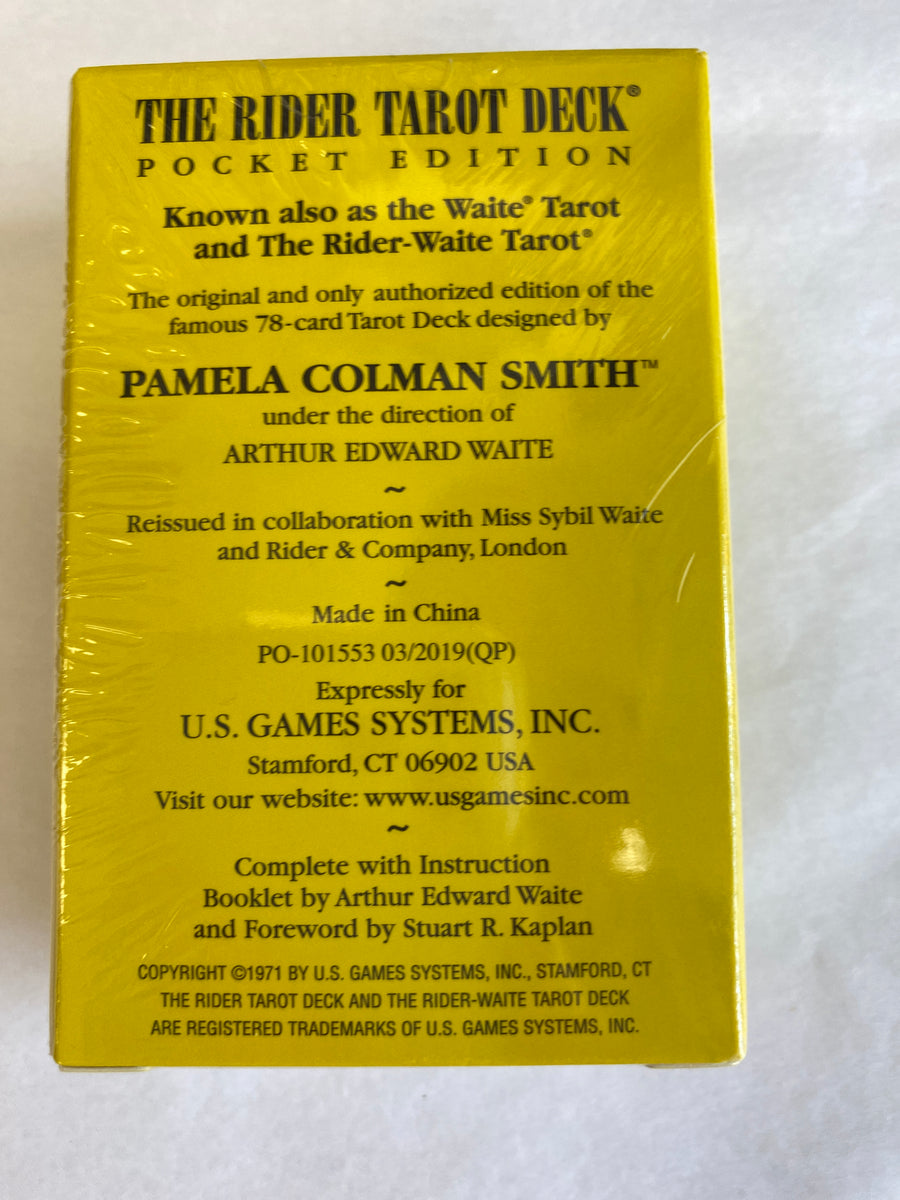 THE RIDER TAROT DECK®
POCKET EDITION
Known also as the Waite® Tarot
and The Rider-Waite Tarot®
The original and only authorized edition of the
famous 78-card Tarot Deck designed by
PAMELA COLMAN SMITH™
under the direction of
ARTHUR EDWARD WAITE
~
Reissued in collaboration with Miss Sybil Waite
and Rider & Company, London
~
Made in China
PO-101553 03/2019(QP)
Expressly for
U.S. GAMES SYSTEMS, INC.
Stamford, CT 06902 USA
Visit our website: www.usgamesinc.com
~
Complete with Instruction
Booklet by Arthur Edward Waite
and Foreword by Stuart R. Kaplan
COPYRIGHT ©1971 BY U.S. GAMES SYSTEMS, INC., STAMFORD, CT
THE RIDER TAROT DECK AND THE RIDER-WAITE TAROT DECK
ARE REGISTERED TRADEMARKS OF U.S. GAMES SYSTEMS, INC.